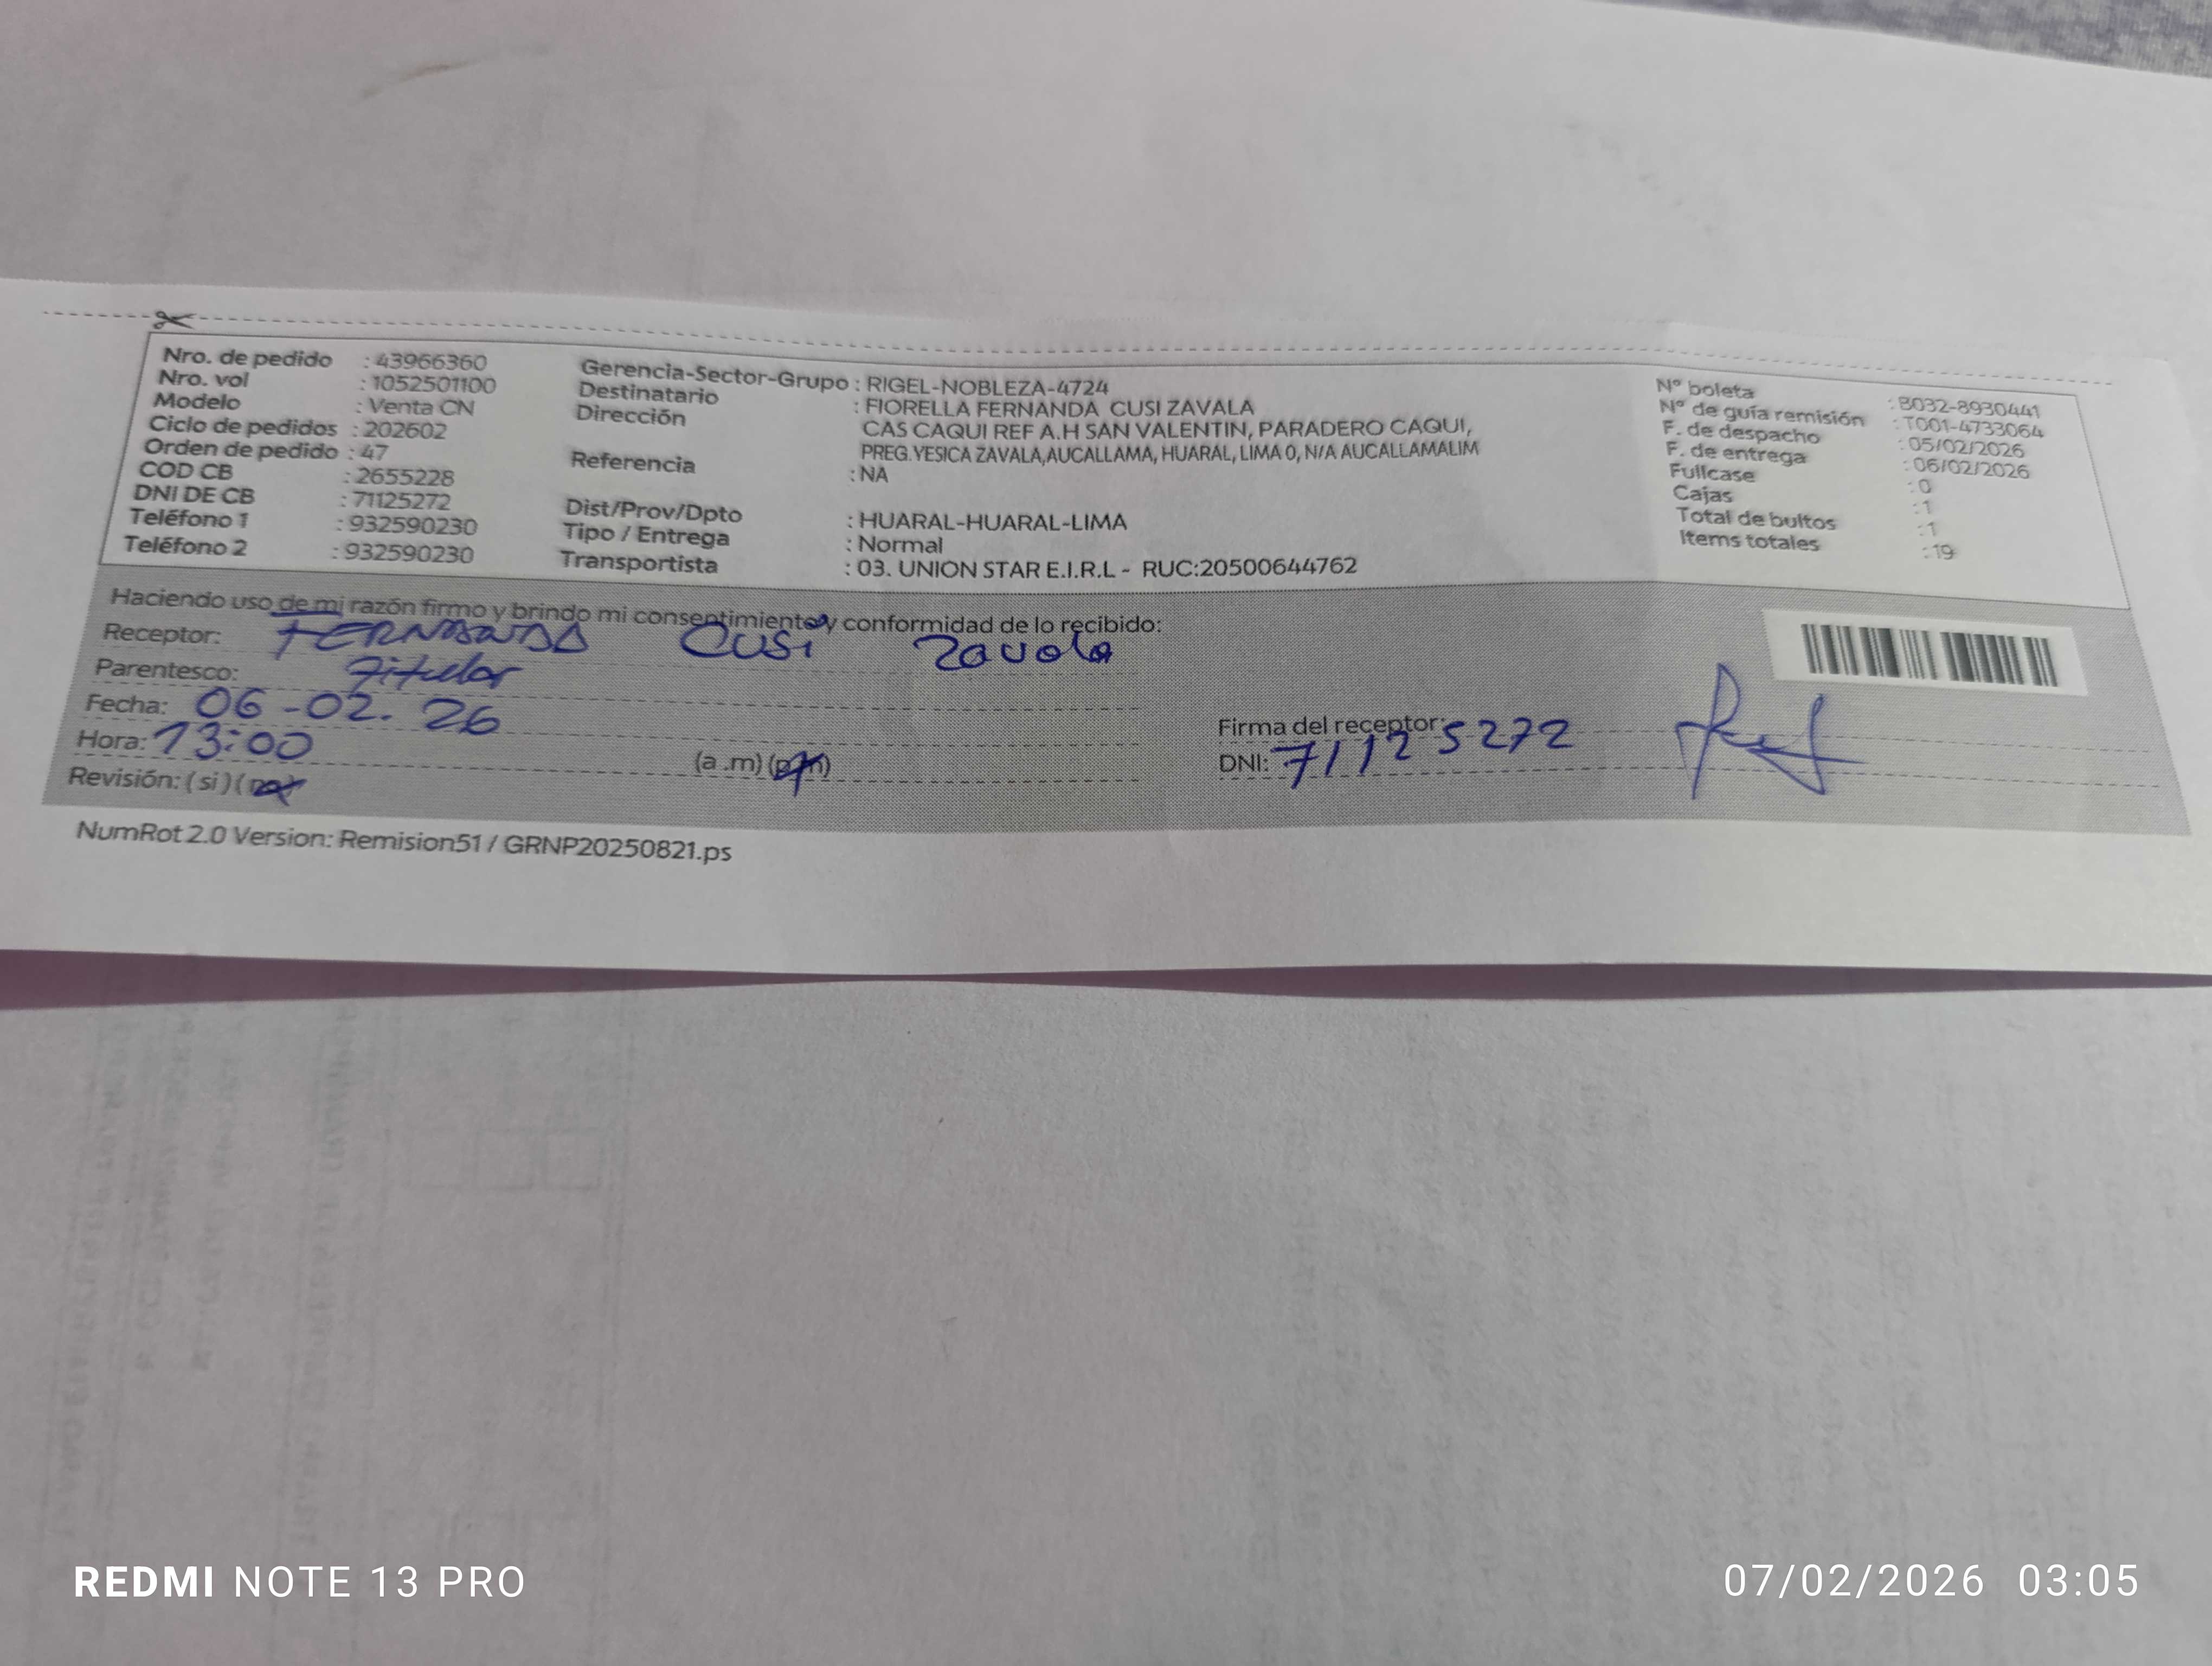 Nro. de pedido : 43966360
Nro. vol : 1052501100
Modelo : Venta CN
Ciclo de pedidos : 202602
Orden de pedido : 47
COD CB : 2655228
DNI DE CB : 71125272
Teléfono 1 : 932590230
Teléfono 2 : 932590230
Gerencia-Sector-Grupo : RIGEL-NOBLEZA-4724
Destinatario : FIORELLA FERNANDA CUSI ZAVALA
Dirección CAS CAQUI REF A.H SAN VALENTIN, PARADERO CAQUI,
PREG.YESICA ZAVALA,AUCALLAMA, HUARAL, LIMA 0, N/A AUCALLAMALIM
Referencia : NA
Dist/Prov/Dpto : HUARAL-HUARAL-LIMA
Tipo / Entrega : Normal
Transportista : 03. UNION STAR E.I.R.L - RUC:20500644762
N° boleta : B032-8930441
N° de guía remisión : T001-4733064
F. de despacho : 05/02/2026
F. de entrega : 06/02/2026
Fullcase : 0
Cajas : 1
Total de bultos : 1
Items totales : 19
Haciendo uso de mi razón firmo y brindo mi consentimiento y conformidad de lo recibido:
Receptor: FERNANDA CUSI Zavala
Parentesco: Titular
Fecha: 06-02.26
Hora: 13:00 (a .m) (p.m)
Revisión: (si) (no)
Firma del receptor:
DNI: 71125272
NumRot 2.0 Version: Remision51 / GRNP20250821.ps
REDMI NOTE 13 PRO
07/02/2026 03:05